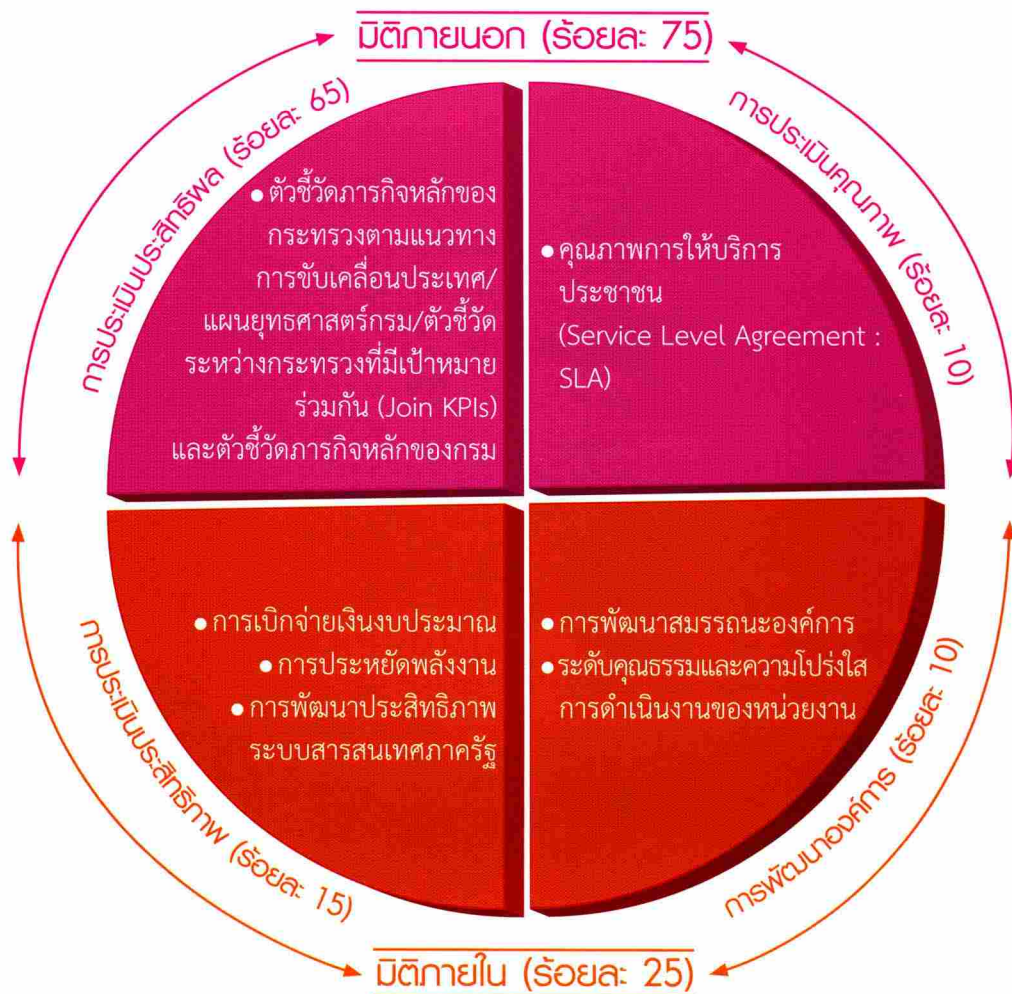 มิติภายนอก (ร้อยละ 75)
การประเมินประสิทธิผล (ร้อยละ 65)
การประเมินคุณภาพ (ร้อยละ 10)
● ตัวชี้วัดภารกิจหลักของ
กระทรวงตามแนวทาง
การขับเคลื่อนประเทศ/
แผนยุทธศาสตร์กรม/ตัวชี้วัด
ระหว่างกระทรวงที่มีเป้าหมาย
ร่วมกัน (Join KPIs)
และตัวชี้วัดภารกิจหลักของกรม
● คุณภาพการให้บริการ
ประชาชน
(Service Level Agreement :
SLA)
● การเบิกจ่ายเงินงบประมาณ
● การประหยัดพลังงาน
● การพัฒนาประสิทธิภาพ
ระบบสารสนเทศภาครัฐ
● การพัฒนาสมรรถนะองค์การ
● ระดับคุณธรรมและความโปร่งใส
การดำเนินงานของหน่วยงาน
การประเมินประสิทธิภาพ (ร้อยละ 15)
การพัฒนาองค์การ (ร้อยละ 10)
มิติภายใน (ร้อยละ 25)